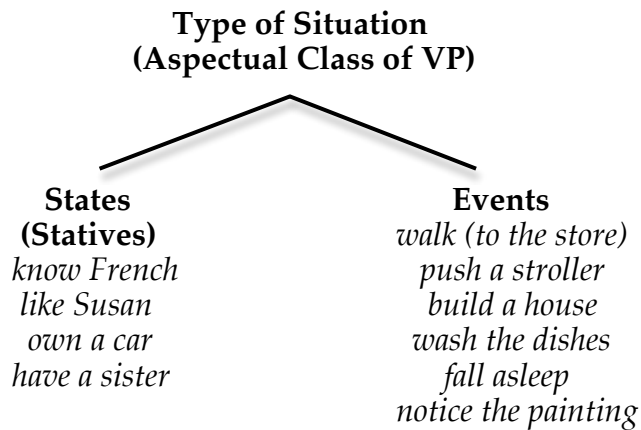 Type of Situation
(Aspectual Class of VP)
States
(Statives)
know French
like Susan
own a car
have a sister
Events
walk (to the store)
push a stroller
build a house
wash the dishes
fall asleep
notice the painting